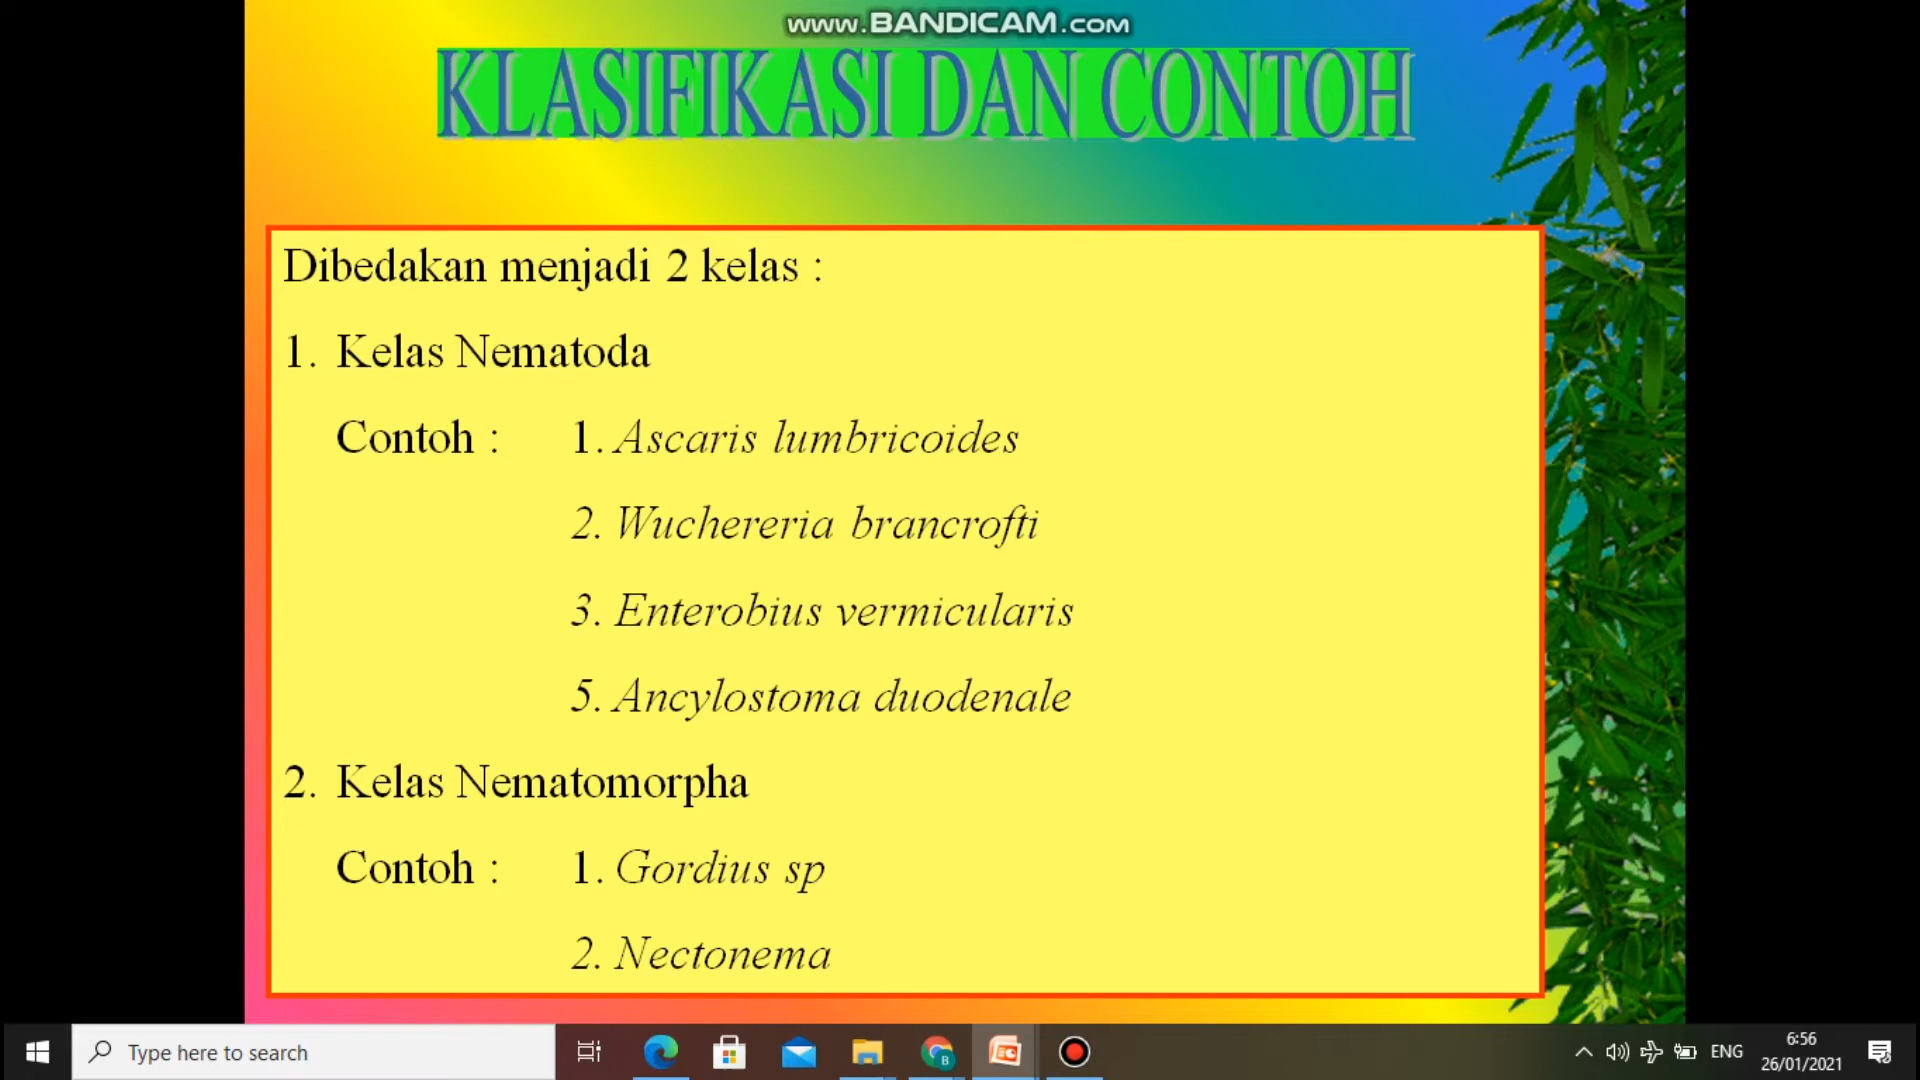 www.BANDICAM.com
KLASIFIKASI DAN CONTOH
Dibedakan menjadi 2 kelas :
1. Kelas Nematoda
Contoh : 1. Ascaris lumbricoides
2. Wuchereria brancrofti
3. Enterobius vermicularis
5. Ancylostoma duodenale
2. Kelas Nematomorpha
Contoh : 1. Gordius sp
2. Nectonema
Type here to search
B
ENG
6:56
26/01/2021